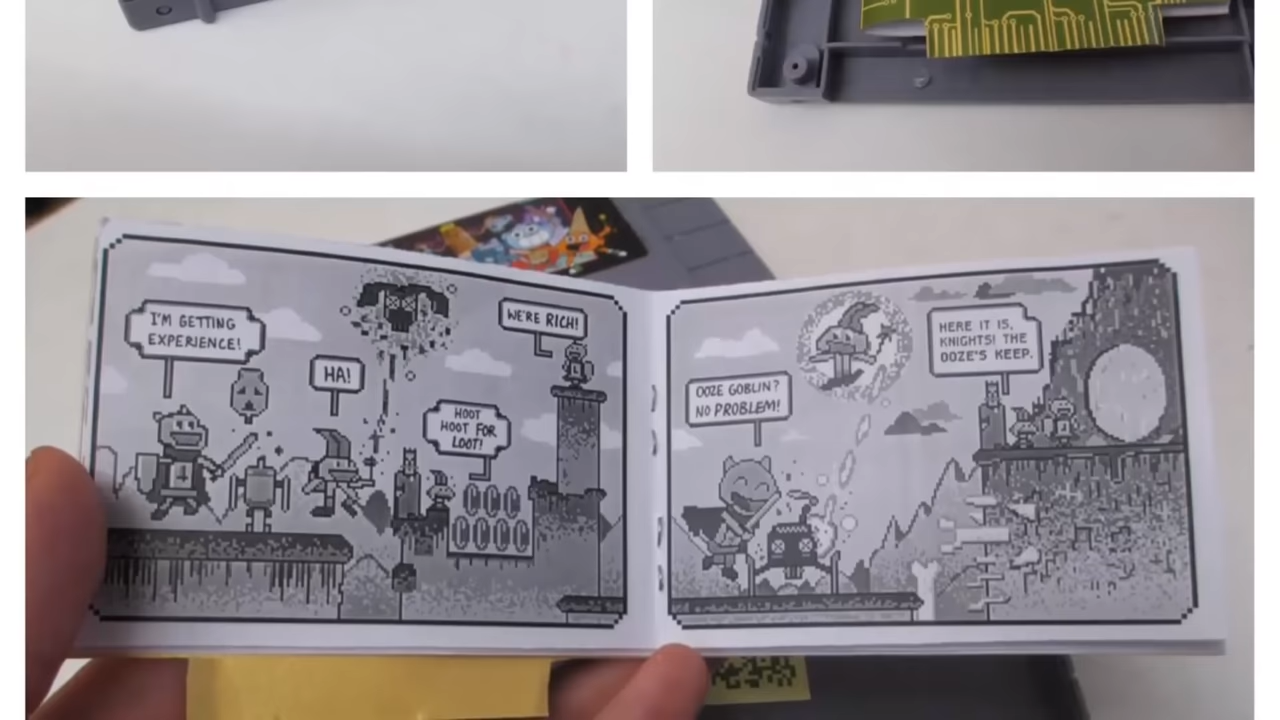 I'M GETTING
EXPERIENCE!
HA!
WE'RE RICH!
HOOT
HOOT FOR
LOOT!
OOZE GOBLIN?
NO PROBLEM!
HERE IT IS,
KNIGHTS! THE
OOZE'S KEEP.